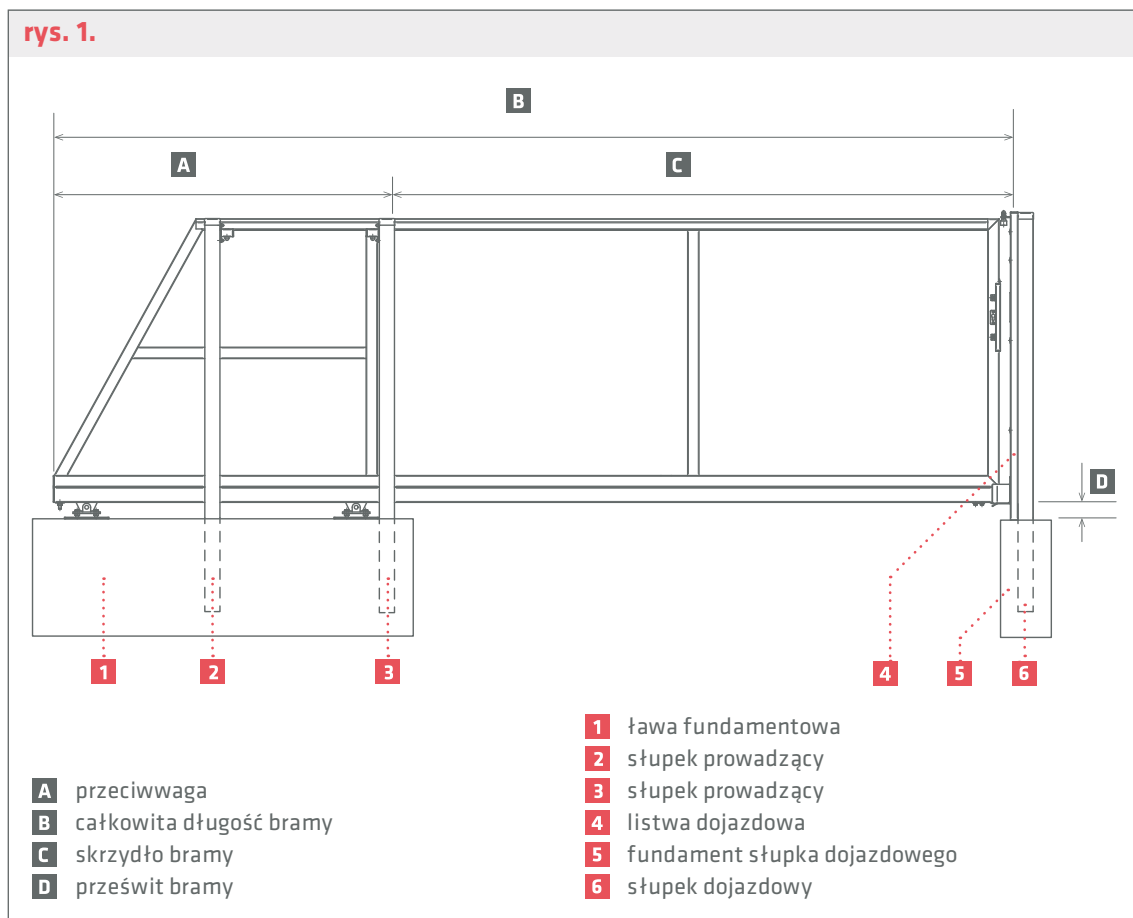 rys. 1.
B
A
C
D
1
2
3
4
5
6
A przeciwwaga
B całkowita długość bramy
C skrzydło bramy
D prześwit bramy
1 ława fundamentowa
2 słupek prowadzący
3 słupek prowadzący
4 listwa dojazdowa
5 fundament słupka dojazdowego
6 słupek dojazdowy